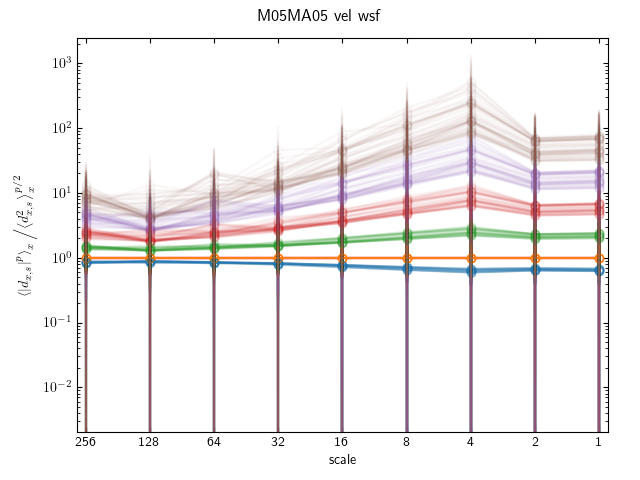 M05MA05 vel wsf
10³
10²
10¹
10⁰
10⁻¹
10⁻²
⟨|d_{x,s}|^p⟩_x / ⟨d²_{x,s}⟩_x^{p/2}
256 128 64 32 16 8 4 2 1
scale